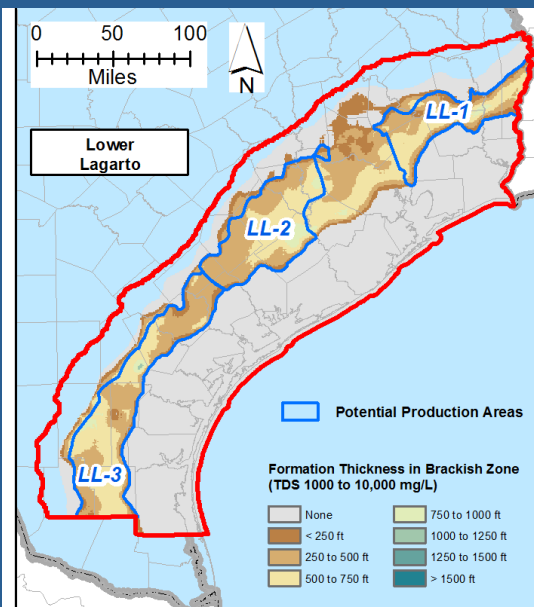 0 50 100
Miles
N
Lower
Lagarto
LL-1
LL-2
LL-3
Potential Production Areas
Formation Thickness in Brackish Zone
(TDS 1000 to 10,000 mg/L)
None
< 250 ft
250 to 500 ft
500 to 750 ft
750 to 1000 ft
1000 to 1250 ft
1250 to 1500 ft
> 1500 ft